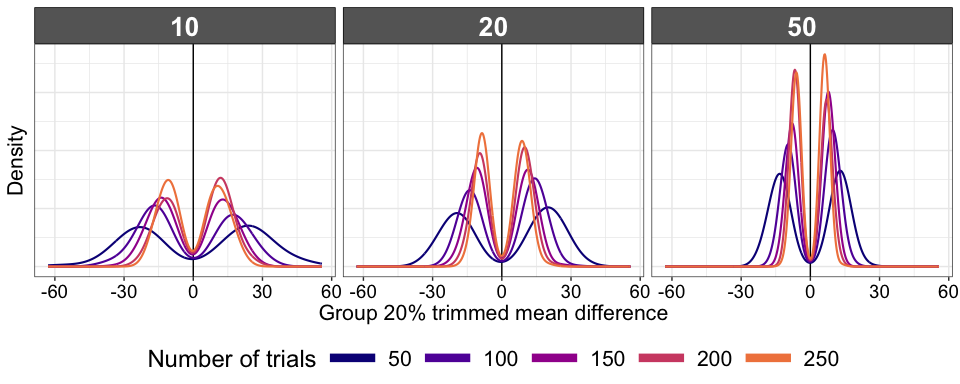 10 20 50
Density
-60 -30 0 30 60 -60 -30 0 30 60 -60 -30 0 30 60
Group 20% trimmed mean difference
Number of trials 50 100 150 200 250